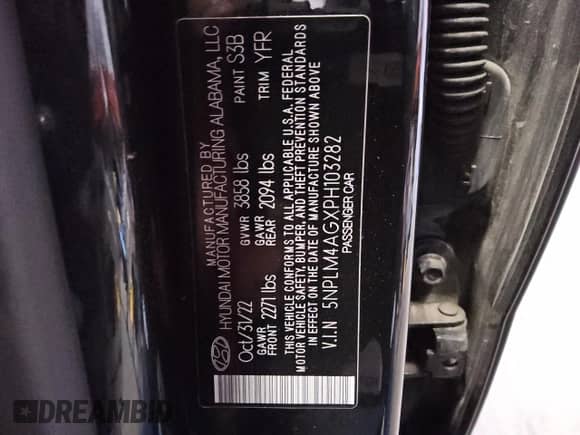 MANUFACTURED BY
HYUNDAI MOTOR MANUFACTURING ALABAMA, LLC
Oct/31/22 GVWR 3858 lbs PAINT S3B
GAWR FRONT 2271 lbs GAWR REAR 2094 lbs TRIM YFR
THIS VEHICLE CONFORMS TO ALL APPLICABLE U.S.A. FEDERAL
MOTOR VEHICLE SAFETY, BUMPER, AND THEFT PREVENTION STANDARDS
IN EFFECT ON THE DATE OF MANUFACTURE SHOWN ABOVE
V.I.N 5NPLM4AGXPH103282
PASSENGER CAR
DREAMBID